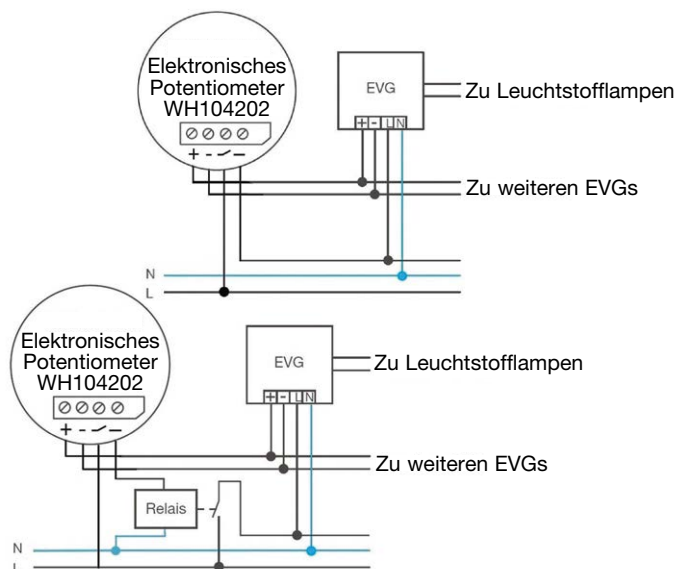 Elektronisches
Potentiometer
WH104202
+ - —
EVG
+ - L N
Zu Leuchtstofflampen
Zu weiteren EVGs
N
L
Elektronisches
Potentiometer
WH104202
+ - —
EVG
+ - L N
Zu Leuchtstofflampen
Zu weiteren EVGs
Relais
N
L